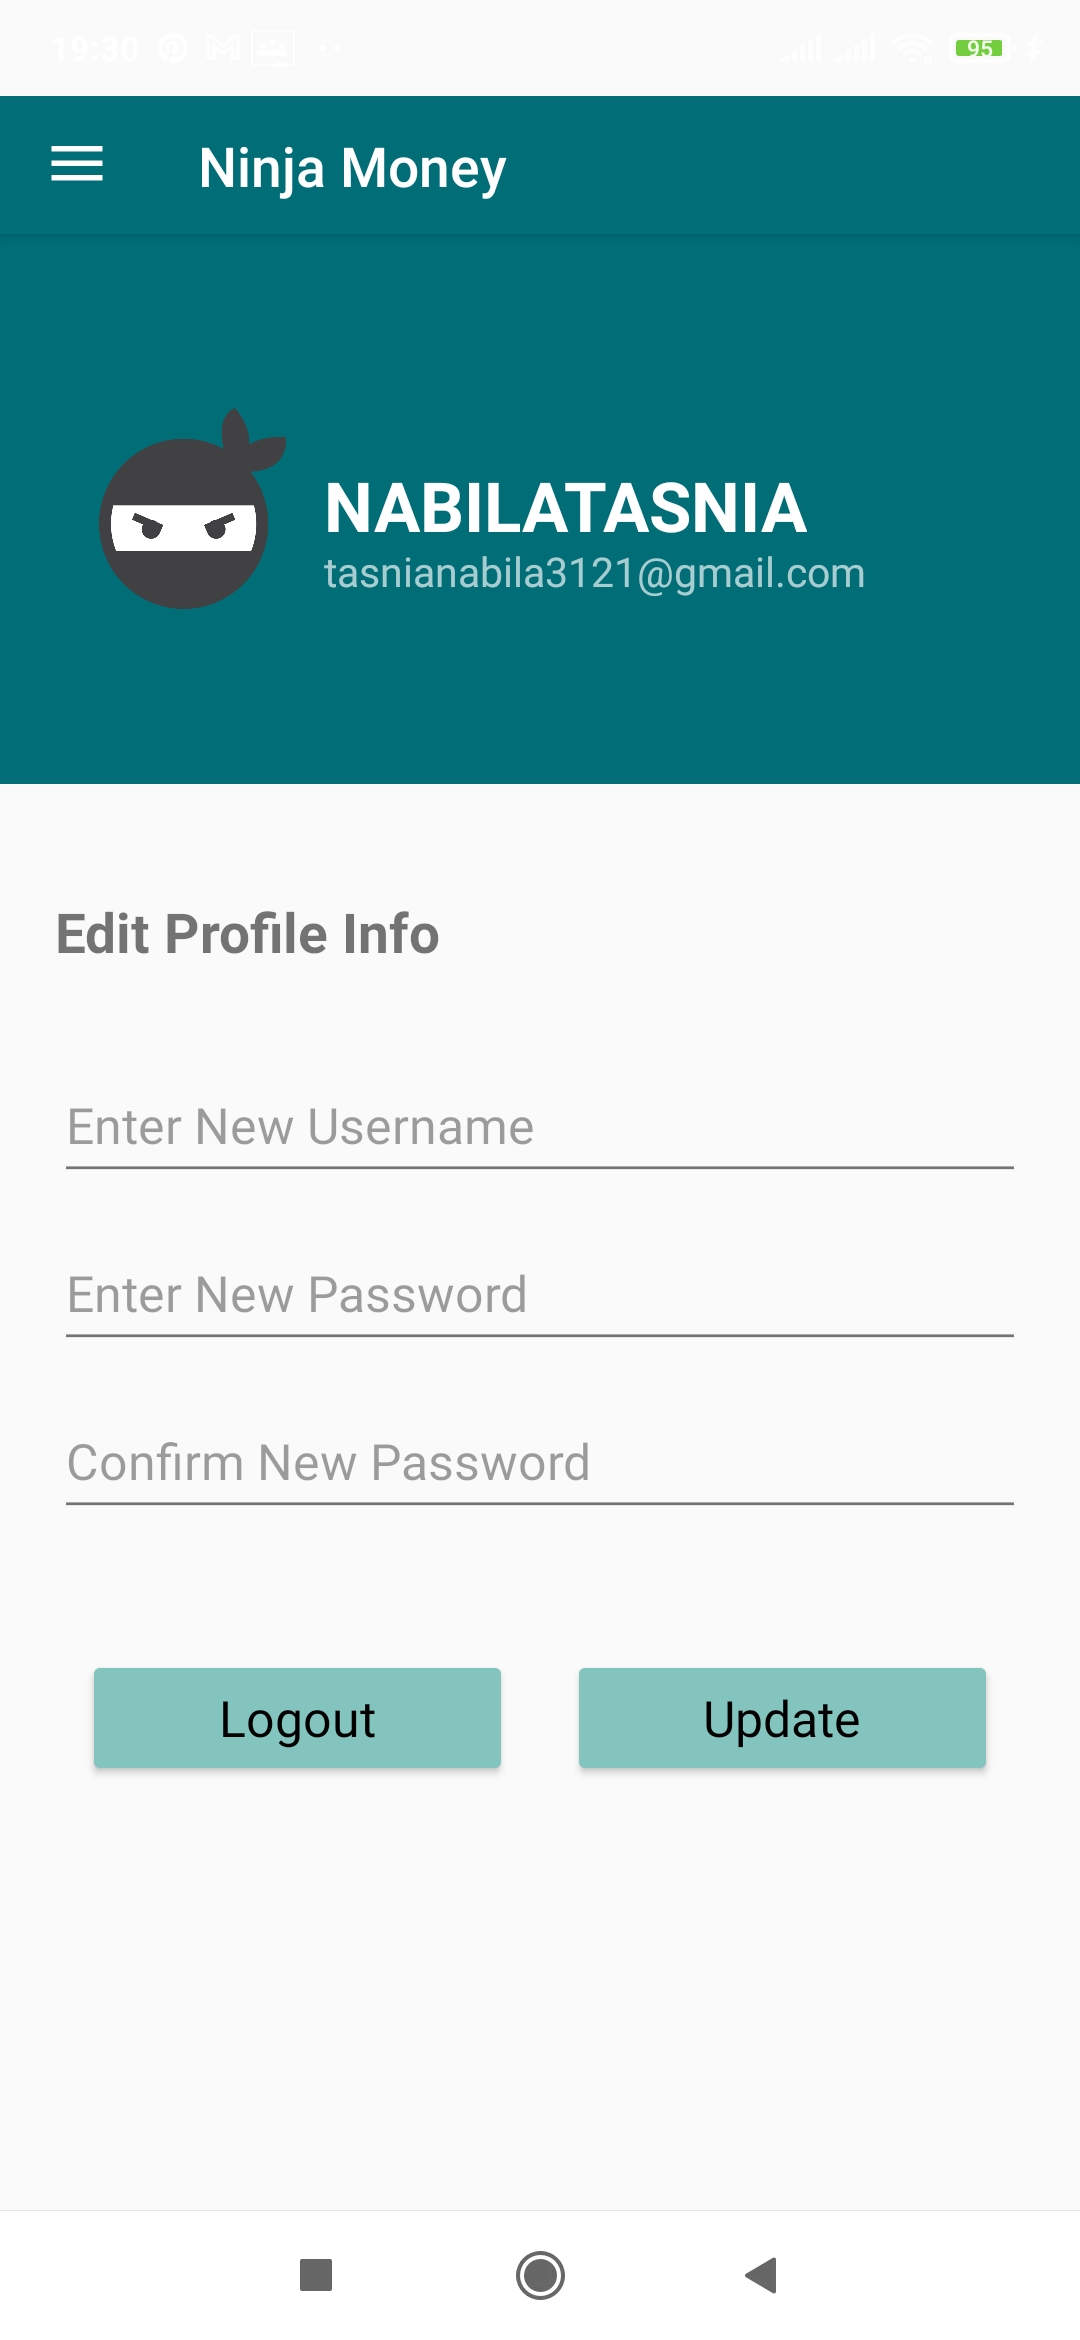 19:30 95
Ninja Money
NABILATASNIA
tasnianabila3121@gmail.com
Edit Profile Info
Enter New Username
Enter New Password
Confirm New Password
Logout Update